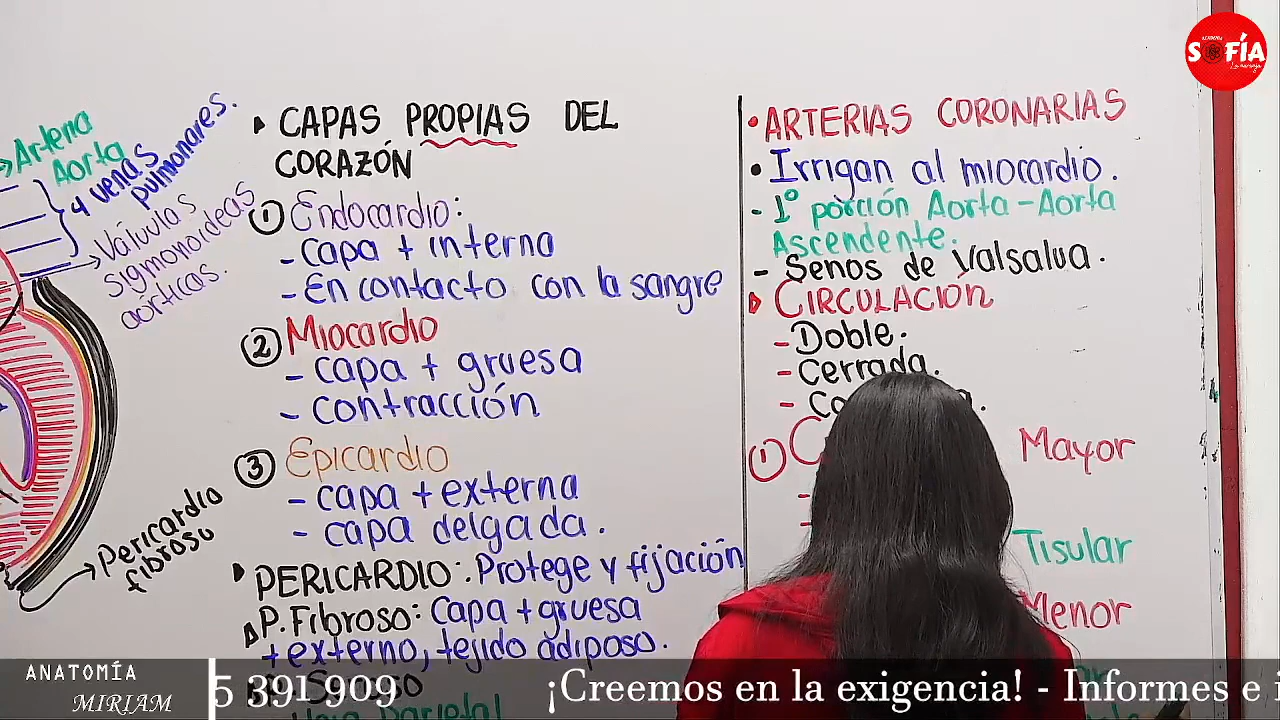 SOFÍA
Arteria
Aorta
4 venas
pulmonares.
Válvulas
Sigmoideas
aórticas.
Pericardio
fibroso
CAPAS PROPIAS DEL
CORAZÓN
1 Endocardio:
- Capa + interna
- En contacto con la sangre
2 Miocardio
- capa + gruesa
- contracción
3 Epicardio
- capa + externa
- capa delgada.
PERICARDIO: Protege y fijación
P. Fibroso: Capa + gruesa
+ externo, tejido adiposo.
Seroso
Parietal
• ARTERIAS CORONARIAS
• Irrigan al miocardio.
- 1º porción Aorta - Aorta
Ascendente.
- Senos de Valsalva.
CIRCULACIÓN
- Doble.
- Cerrada.
1
Mayor
Tisular
Menor
ANATOMÍA
MIRIAM
5 391 909 ¡Creemos en la exigencia! - Informes e